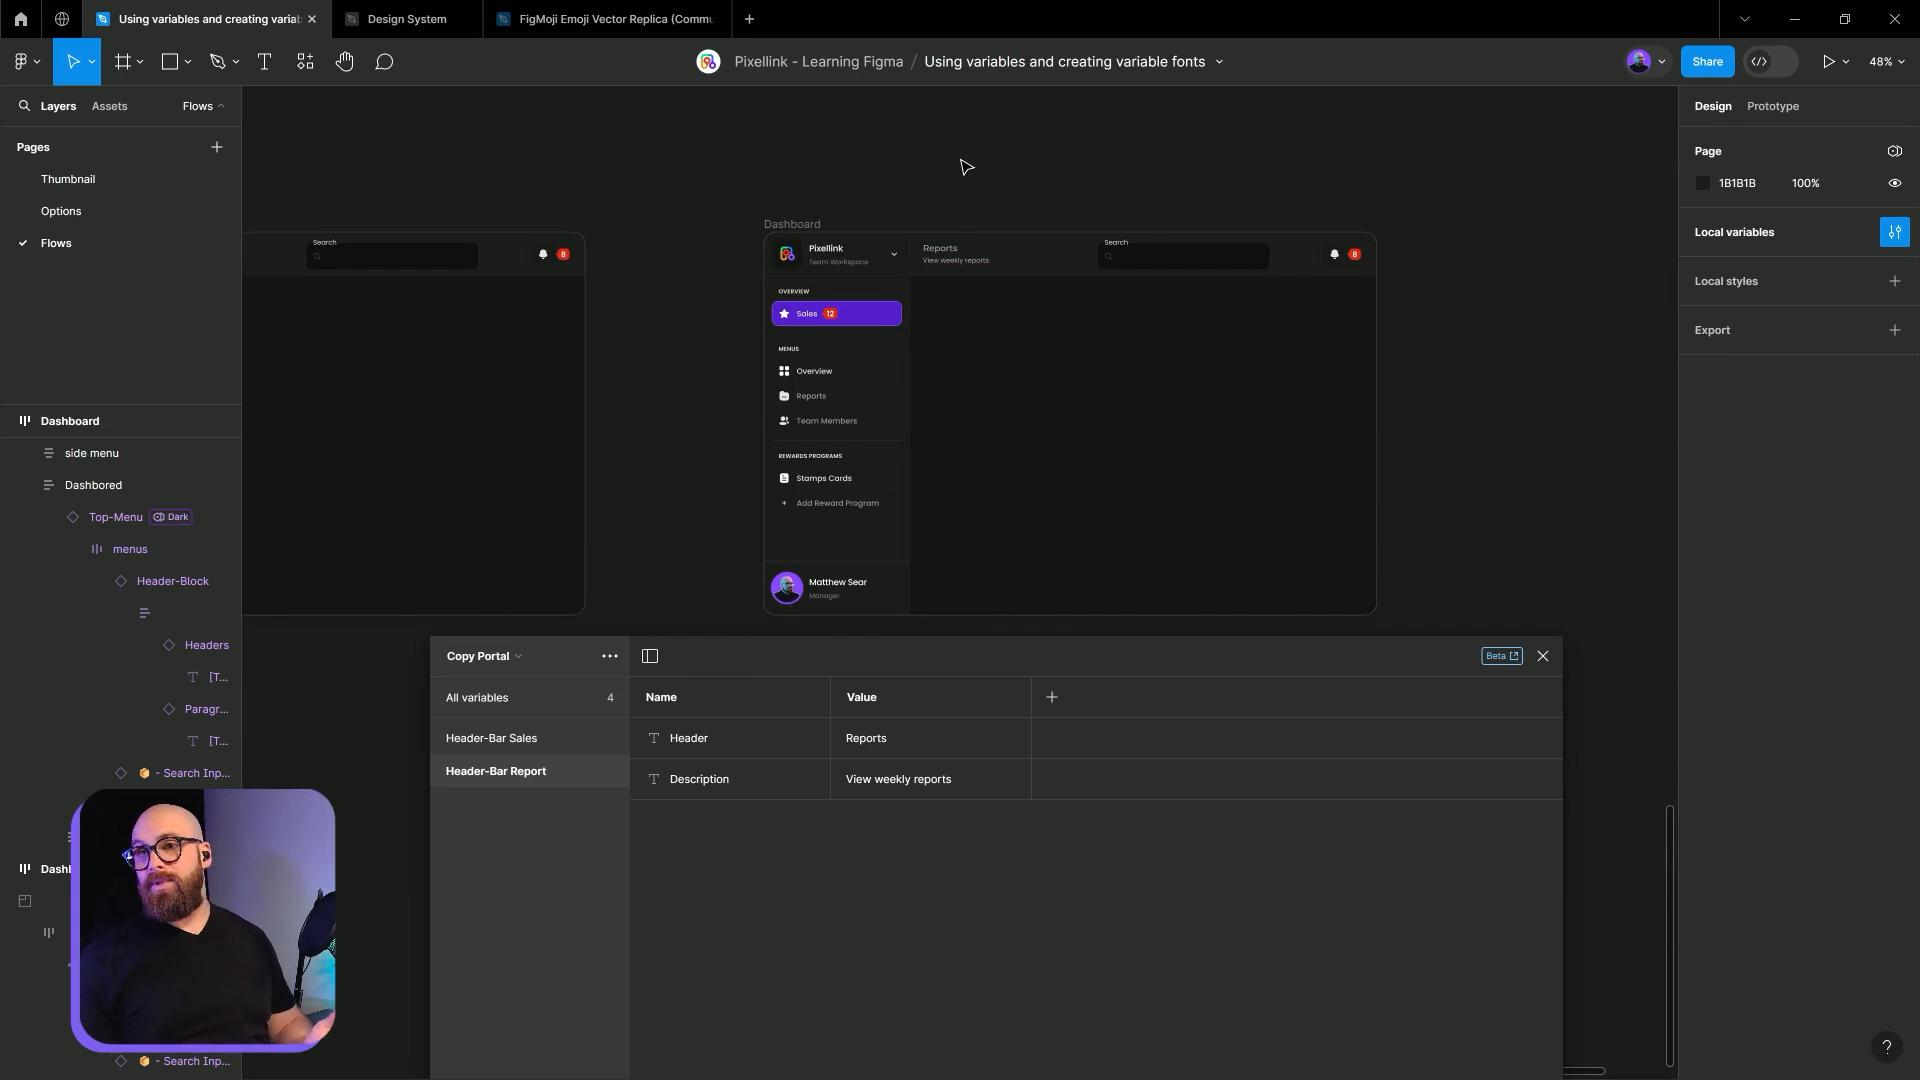 Using variables and creating variab
Design System
FigMoji Emoji Vector Replica (Commu
Pixellink - Learning Figma / Using variables and creating variable fonts
Share
48%
Layers
Assets
Flows
Pages
Thumbnail
Options
Flows
Dashboard
side menu
Dashbored
Top-Menu
Dark
menus
Header-Block
Headers
[T...
Paragr...
[T...
- Search Inp...
Dashb
- Search Inp...
Search
8
Dashboard
Pixellink
Team Workspace
Reports
View weekly reports
Search
8
OVERVIEW
Sales 12
MENUS
Overview
Reports
Team Members
REWARDS PROGRAMS
Stamps Cards
+ Add Reward Program
Matthew Sear
Manager
Copy Portal
Beta
All variables 4
Name
Value
Header-Bar Sales
Header
Reports
Header-Bar Report
Description
View weekly reports
Design
Prototype
Page
1B1B1B
100%
Local variables
Local styles
Export
?